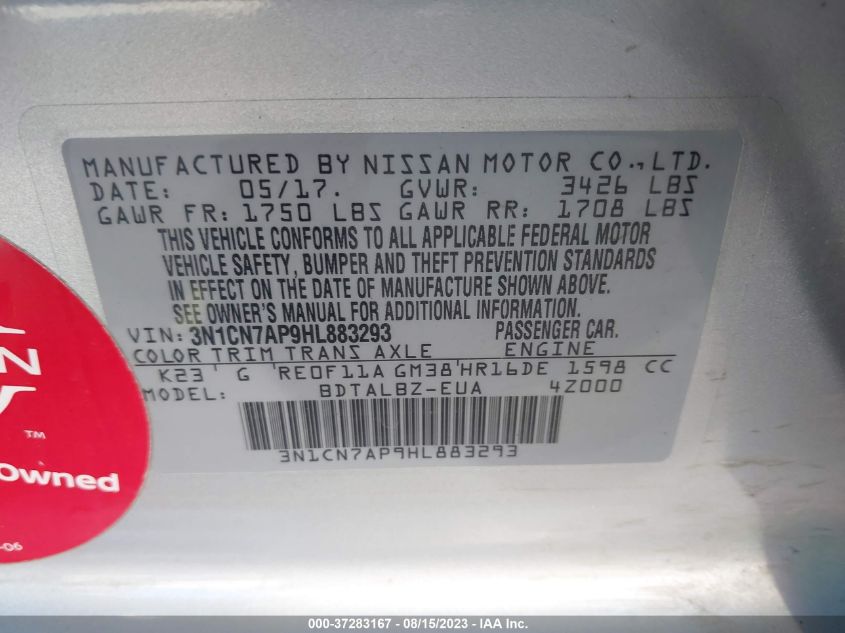 MANUFACTURED BY NISSAN MOTOR CO.,LTD.
DATE: 05/17. GVWR: 3426 LBS
GAWR FR: 1750 LBS GAWR RR: 1708 LBS
THIS VEHICLE CONFORMS TO ALL APPLICABLE FEDERAL MOTOR
VEHICLE SAFETY, BUMPER AND THEFT PREVENTION STANDARDS
IN EFFECT ON THE DATE OF MANUFACTURE SHOWN ABOVE.
SEE OWNER'S MANUAL FOR ADDITIONAL INFORMATION.
VIN: 3N1CN7AP9HL883293 PASSENGER CAR.
COLOR TRIM TRANS AXLE ENGINE
K23 G RE0F11A GM38 HR16DE 1598 CC
MODEL: BDTALBZ-EUA 4Z000
3N1CN7AP9HL883293
N
TM
Owned
-06
000-37283167 - 08/15/2023 - IAA Inc.